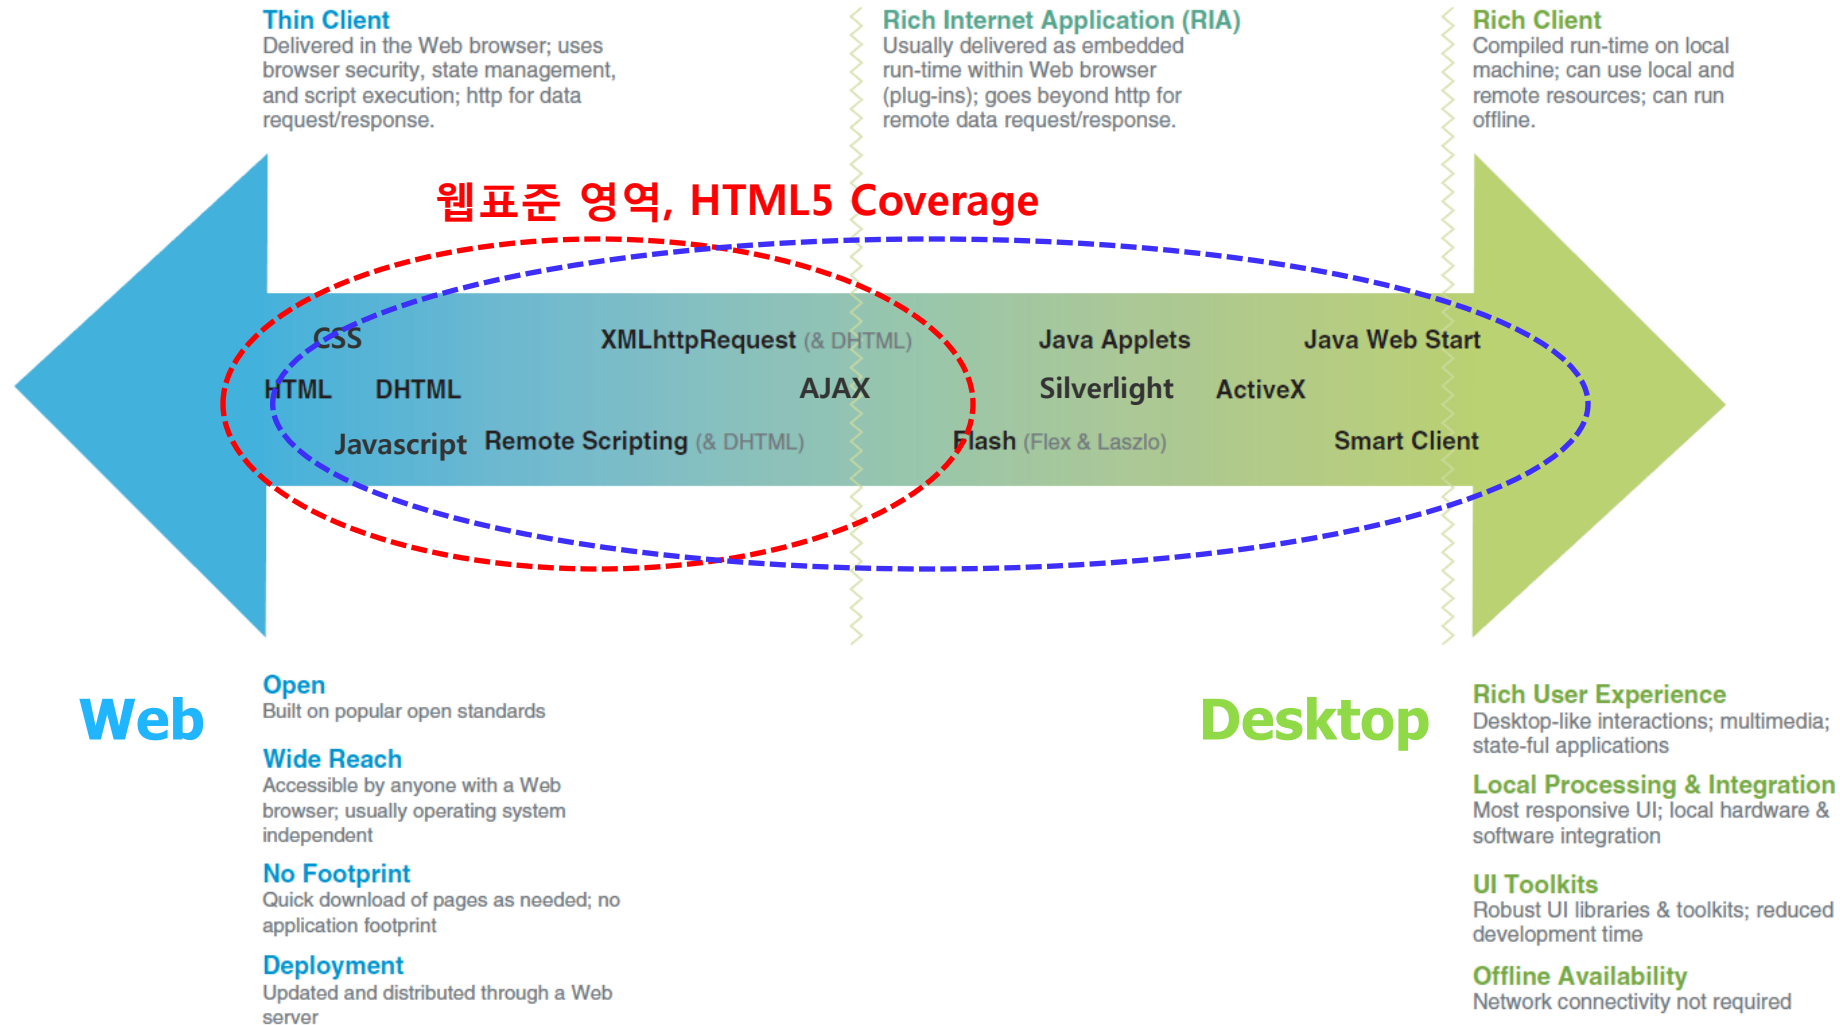 Thin Client
Delivered in the Web browser; uses
browser security, state management,
and script execution; http for data
request/response.
Rich Internet Application (RIA)
Usually delivered as embedded
run-time within Web browser
(plug-ins); goes beyond http for
remote data request/response.
Rich Client
Compiled run-time on local
machine; can use local and
remote resources; can run
offline.
웹표준 영역, HTML5 Coverage
CSS
XMLhttpRequest (& DHTML)
Java Applets
Java Web Start
HTML
DHTML
AJAX
Silverlight
ActiveX
Javascript
Remote Scripting (& DHTML)
Flash (Flex & Laszlo)
Smart Client
Web
Open
Built on popular open standards
Wide Reach
Accessible by anyone with a Web
browser; usually operating system
independent
No Footprint
Quick download of pages as needed; no
application footprint
Deployment
Updated and distributed through a Web
server
Desktop
Rich User Experience
Desktop-like interactions; multimedia;
state-ful applications
Local Processing & Integration
Most responsive UI; local hardware &
software integration
UI Toolkits
Robust UI libraries & toolkits; reduced
development time
Offline Availability
Network connectivity not required